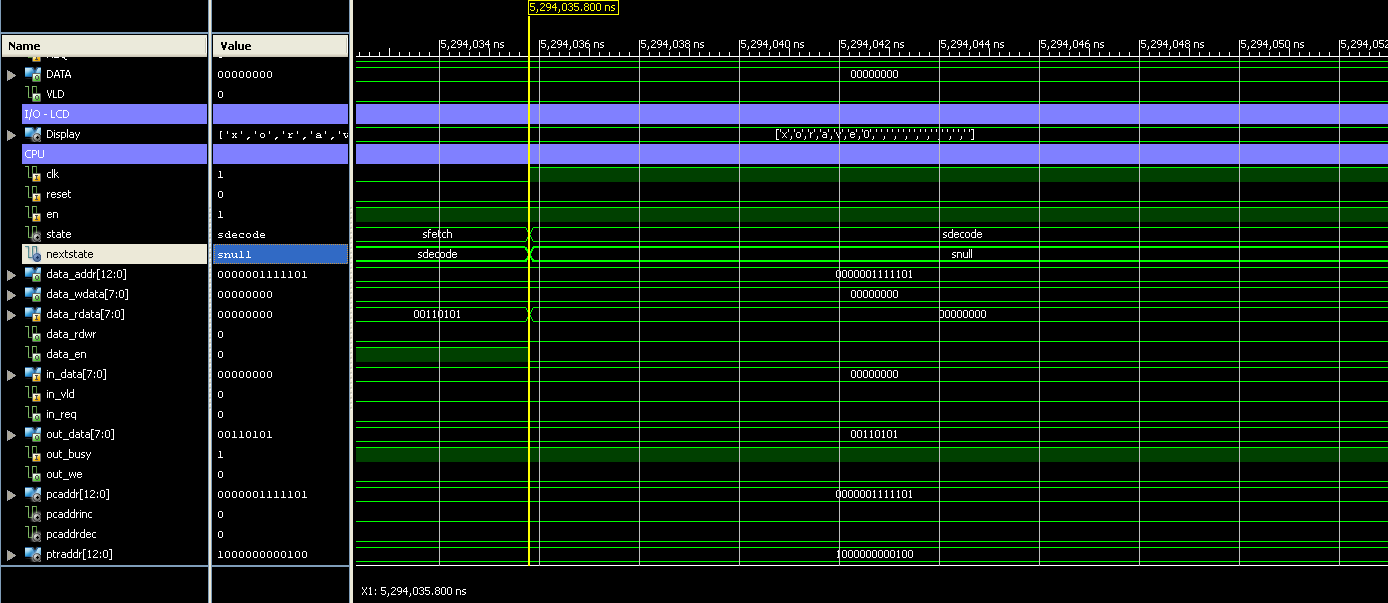 5,294,035.800 ns
Name Value 5,294,034 ns 5,294,036 ns 5,294,038 ns 5,294,040 ns 5,294,042 ns 5,294,044 ns 5,294,046 ns 5,294,048 ns 5,294,050 ns 5,294,052
DATA 00000000 00000000
VLD 0
I/O - LCD
Display ['x','o','r','a','v ['x','o','r','a','v','e','0',' ',' ',' ',' ',' ',' ',' ',' ',' ']
CPU
clk 1
reset 0
en 1
state sdecode sfetch sdecode
nextstate snull sdecode snull
data_addr[12:0] 0000001111101 0000001111101
data_wdata[7:0] 00000000 00000000
data_rdata[7:0] 00000000 00110101 00000000
data_rdwr 0
data_en 0
in_data[7:0] 00000000 00000000
in_vld 0
in_req 0
out_data[7:0] 00110101 00110101
out_busy 1
out_we 0
pcaddr[12:0] 0000001111101 0000001111101
pcaddrinc 0
pcaddrdec 0
ptraddr[12:0] 1000000000100 1000000000100
X1: 5,294,035.800 ns